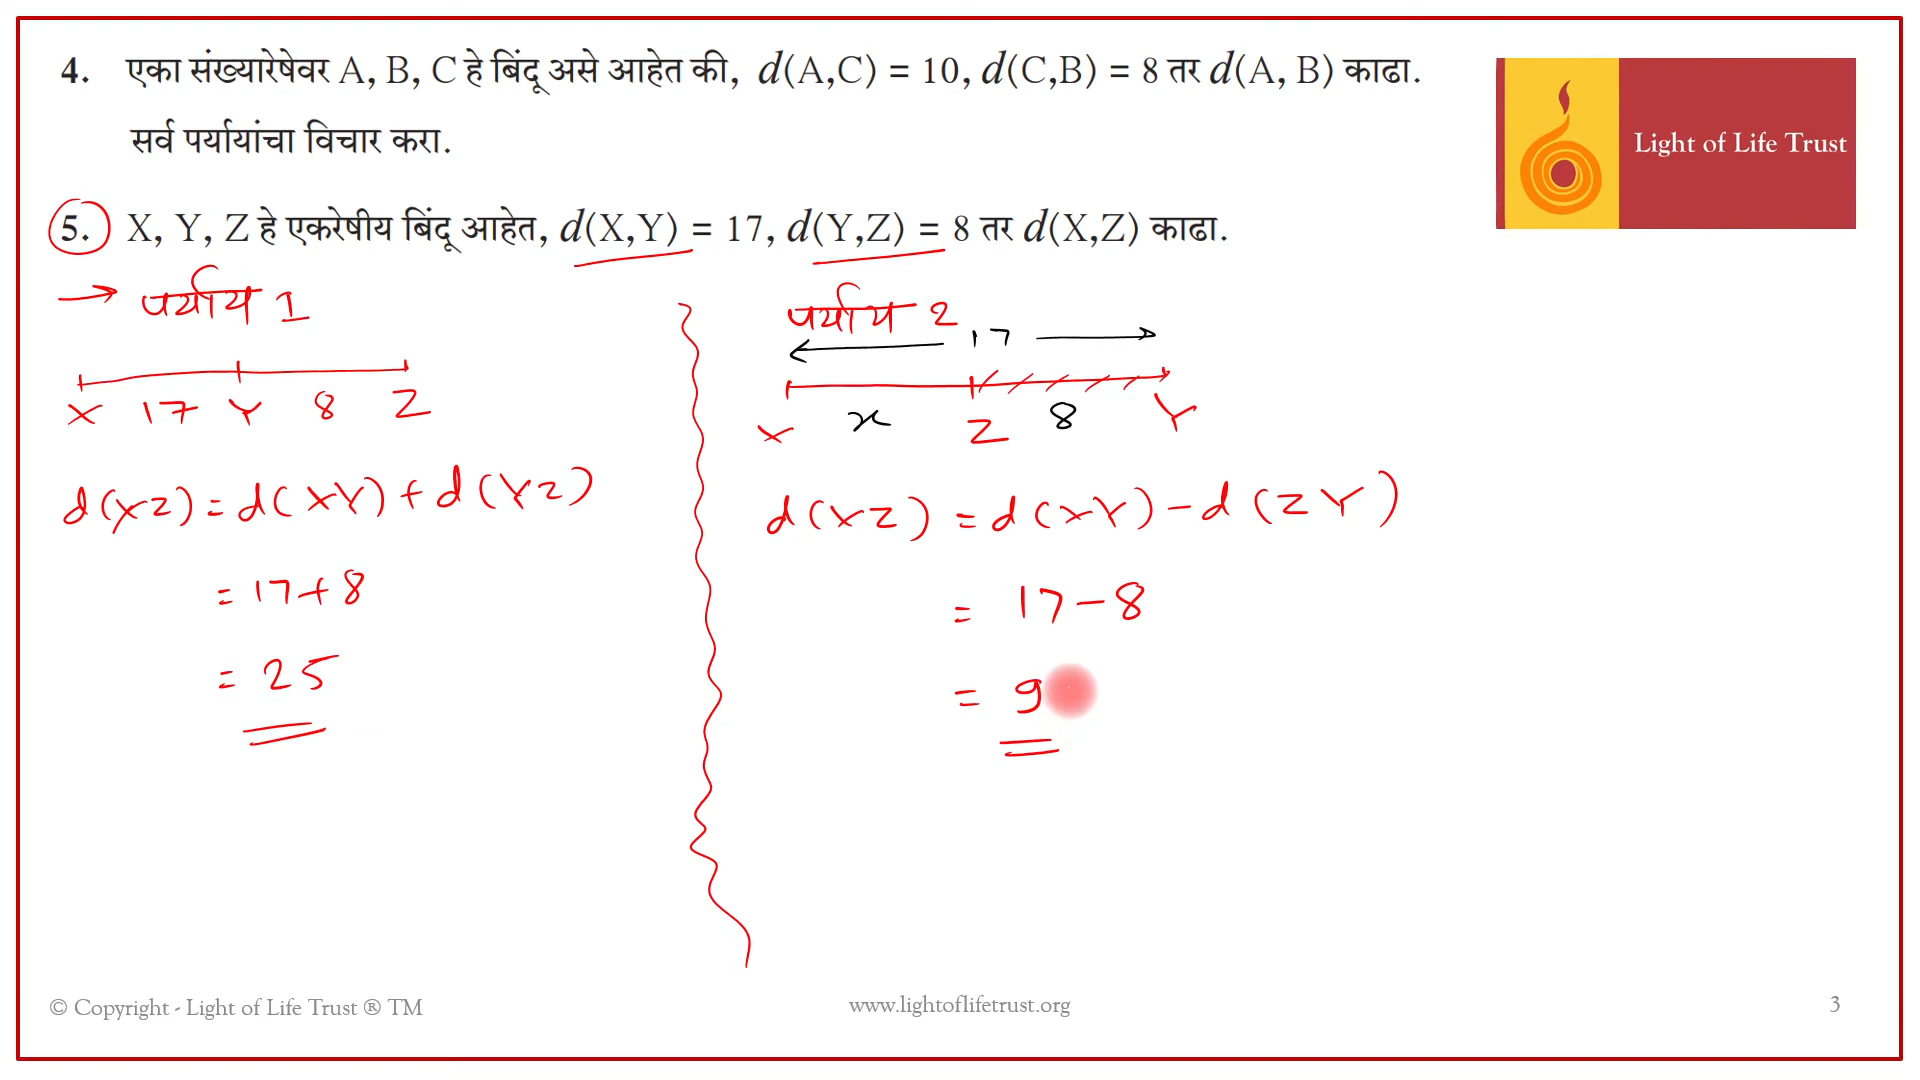 4. एका संख्यारेषेवर A, B, C हे बिंदू असे आहेत की, d(A,C) = 10, d(C,B) = 8 तर d(A, B) काढा.
सर्व पर्यायांचा विचार करा.
Light of Life Trust
5. X, Y, Z हे एकरेषीय बिंदू आहेत, d(X,Y) = 17, d(Y,Z) = 8 तर d(X,Z) काढा.
→ पर्याय 1
X 17 Y 8 Z
d(XZ) = d(XY) + d(YZ)
= 17 + 8
= 25
पर्याय 2
17
X x Z 8 Y
d(XZ) = d(XY) - d(ZY)
= 17 - 8
= 9
© Copyright - Light of Life Trust ® TM
www.lightoflifetrust.org
3